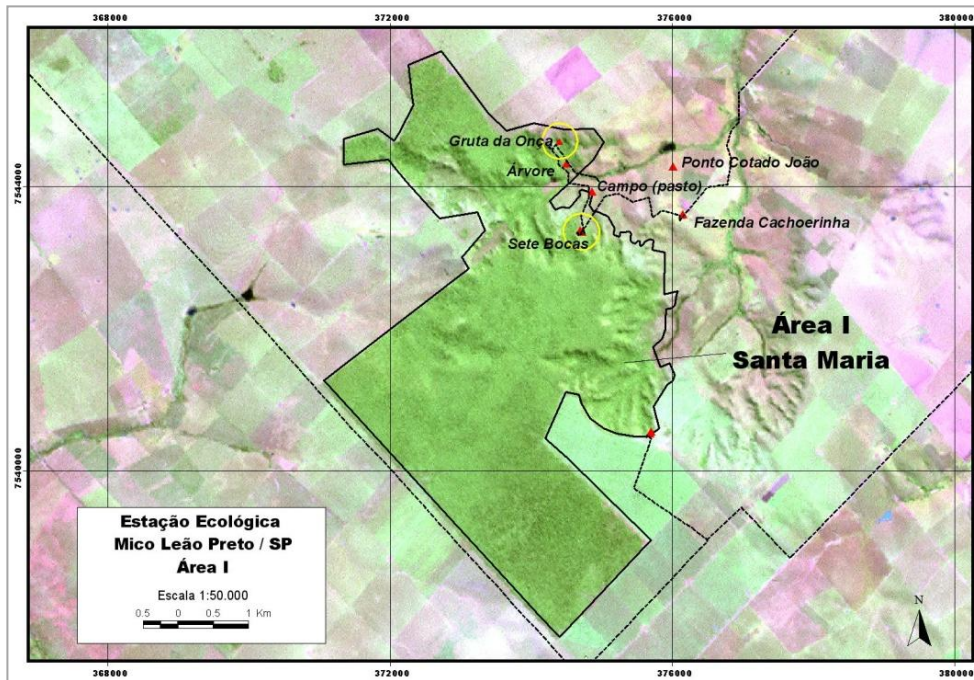 368000 372000 376000 380000
Gruta da Onça
Árvore
Ponto Cotado João
7544000
Campo (pasto)
Fazenda Cachoerinha
Sete Bocas
Área I
Santa Maria
7540000
Estação Ecológica
Mico Leão Preto / SP
Área I
Escala 1:50.000
0.5 0 0.5 1 Km
N
368000 372000 376000 380000